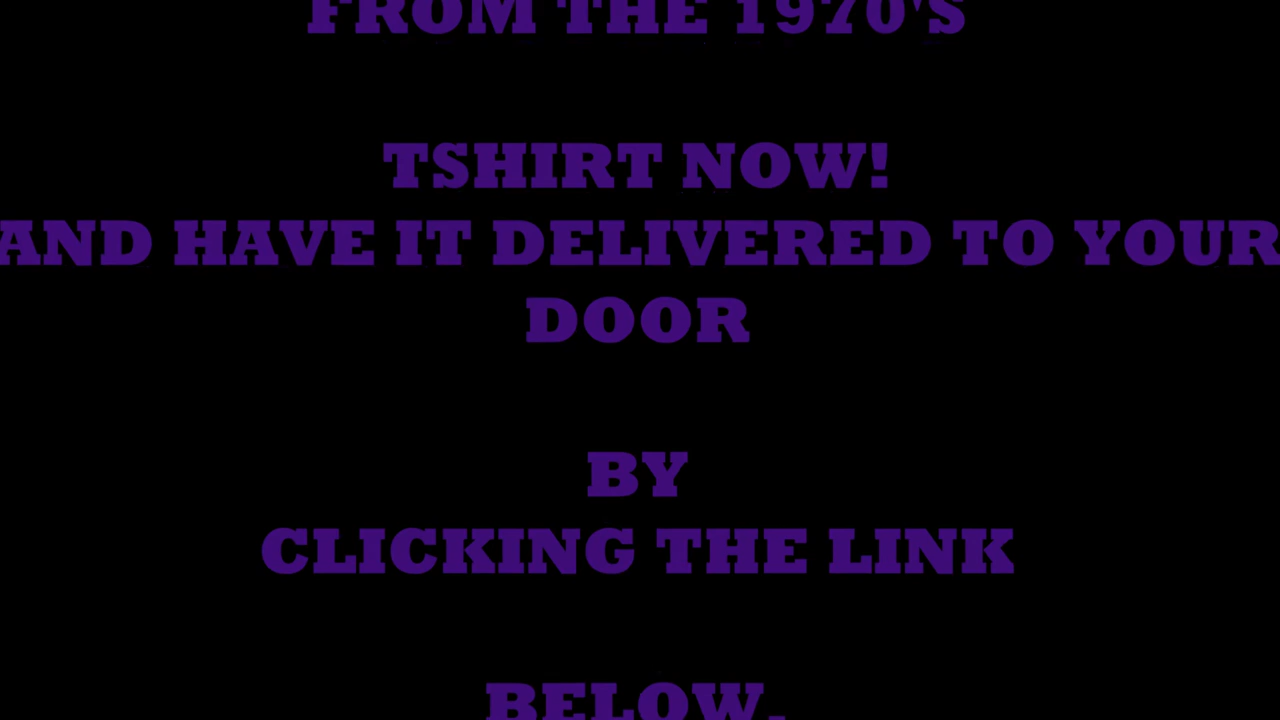 FROM THE 1970'S
TSHIRT NOW!
AND HAVE IT DELIVERED TO YOUR
DOOR
BY
CLICKING THE LINK
BELOW.